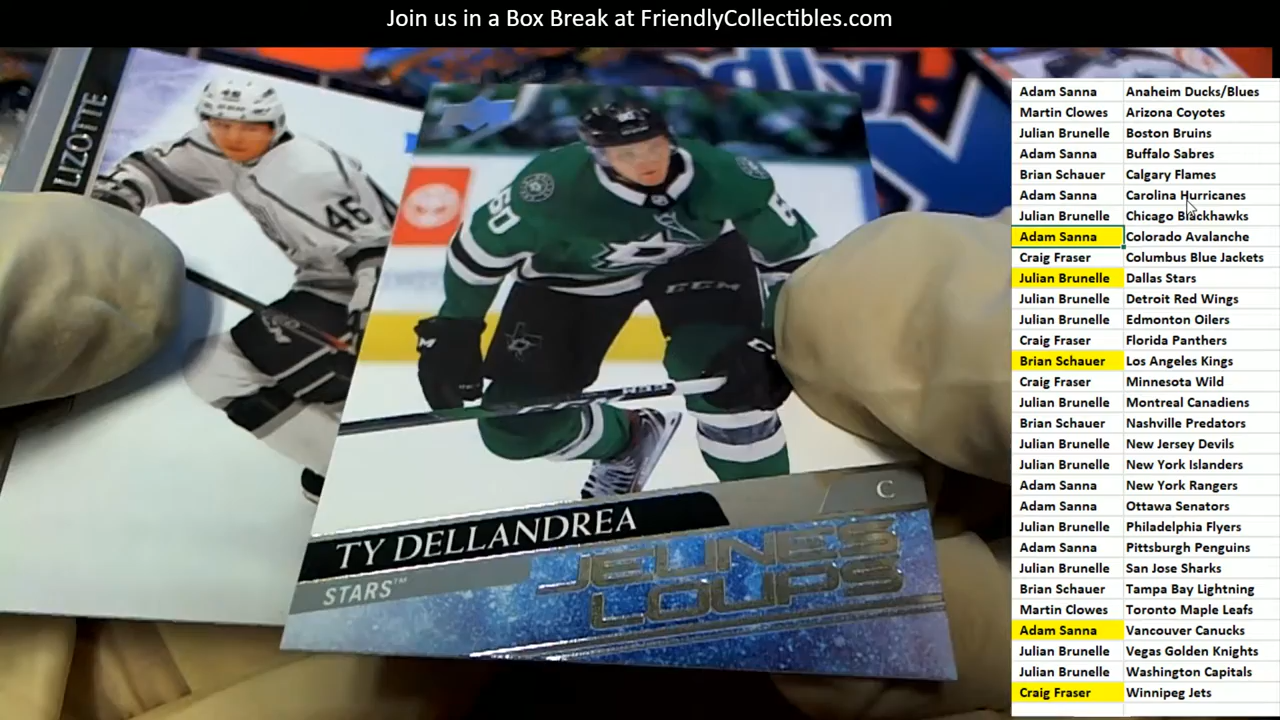 Join us in a Box Break at FriendlyCollectibles.com
LIZOTTE
46
46
50
CCM
TY DELLANDREA
C
STARS™
JEUNES
LOUPS
Adam Sanna Anaheim Ducks/Blues
Martin Clowes Arizona Coyotes
Julian Brunelle Boston Bruins
Adam Sanna Buffalo Sabres
Brian Schauer Calgary Flames
Adam Sanna Carolina Hurricanes
Julian Brunelle Chicago Blackhawks
Adam Sanna Colorado Avalanche
Craig Fraser Columbus Blue Jackets
Julian Brunelle Dallas Stars
Julian Brunelle Detroit Red Wings
Julian Brunelle Edmonton Oilers
Craig Fraser Florida Panthers
Brian Schauer Los Angeles Kings
Craig Fraser Minnesota Wild
Julian Brunelle Montreal Canadiens
Brian Schauer Nashville Predators
Julian Brunelle New Jersey Devils
Julian Brunelle New York Islanders
Adam Sanna New York Rangers
Adam Sanna Ottawa Senators
Julian Brunelle Philadelphia Flyers
Adam Sanna Pittsburgh Penguins
Julian Brunelle San Jose Sharks
Brian Schauer Tampa Bay Lightning
Martin Clowes Toronto Maple Leafs
Adam Sanna Vancouver Canucks
Julian Brunelle Vegas Golden Knights
Julian Brunelle Washington Capitals
Craig Fraser Winnipeg Jets